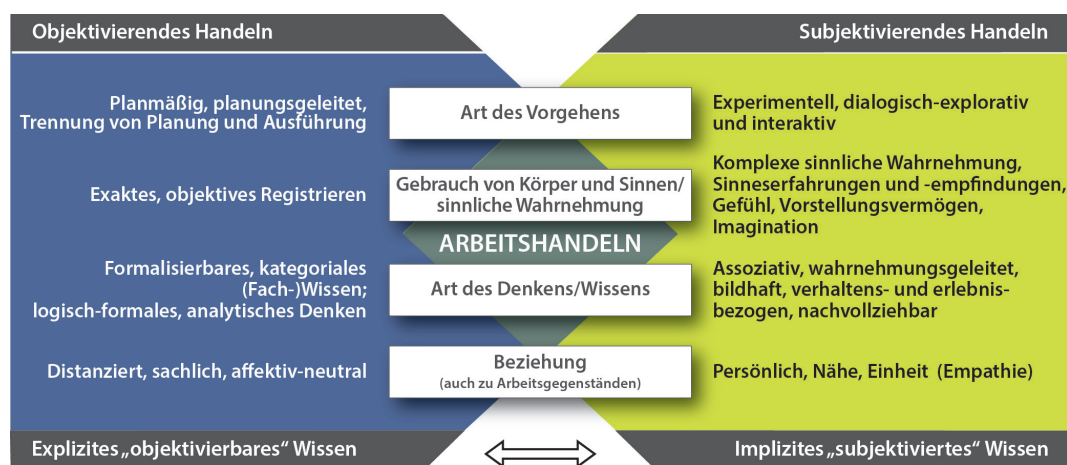 Objektivierendes Handeln
Subjektivierendes Handeln
Planmäßig, planungsgeleitet,
Trennung von Planung und Ausführung
Art des Vorgehens
Experimentell, dialogisch-explorativ
und interaktiv
Exaktes, objektives Registrieren
Gebrauch von Körper und Sinnen/
sinnliche Wahrnehmung
Komplexe sinnliche Wahrnehmung,
Sinneserfahrungen und -empfindungen,
Gefühl, Vorstellungsvermögen,
Imagination
ARBEITSHANDELN
Formalisierbares, kategoriales
(Fach-)Wissen;
logisch-formales, analytisches Denken
Art des Denkens/Wissens
Assoziativ, wahrnehmungsgeleitet,
bildhaft, verhaltens- und erlebnis-
bezogen, nachvollziehbar
Distanziert, sachlich, affektiv-neutral
Beziehung
(auch zu Arbeitsgegenständen)
Persönlich, Nähe, Einheit (Empathie)
Explizites „objektivierbares“ Wissen
Implizites „subjektiviertes“ Wissen